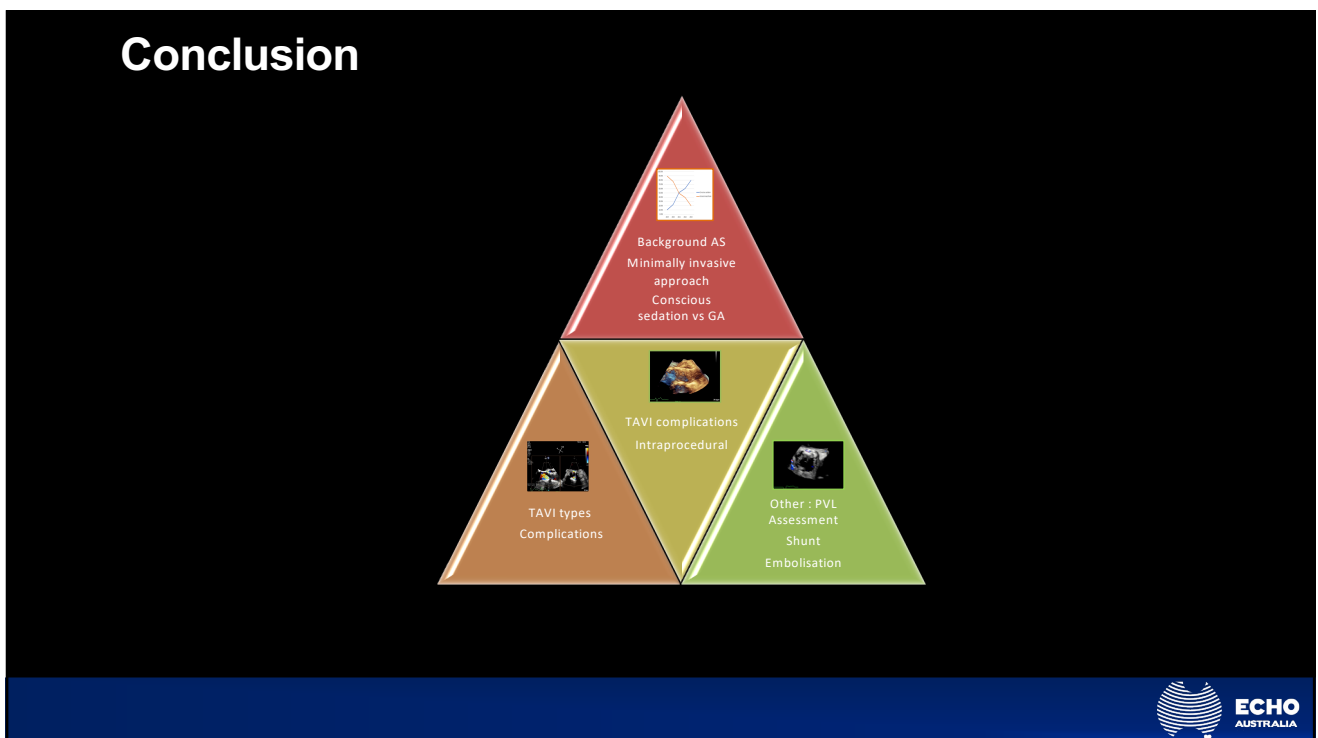 Conclusion
Background AS
Minimally invasive
approach
Conscious
sedation vs GA
TAVI complications
Intraprocedural
TAVI types
Complications
Other : PVL
Assessment
Shunt
Embolisation
ECHO
AUSTRALIA